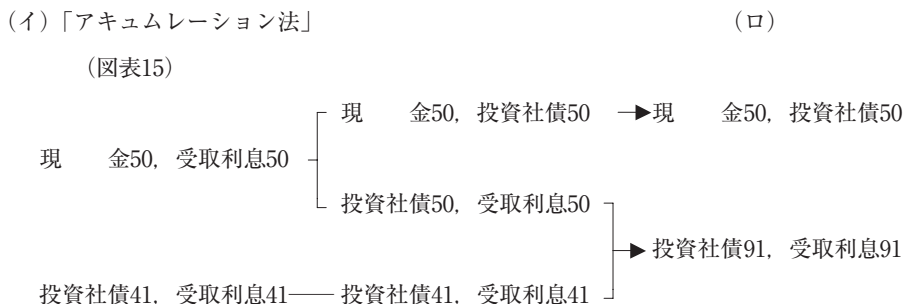 (イ)「アキュムレーション法」 (ロ)
(図表15)
現 金50, 投資社債50 現 金50, 投資社債50
現 金50, 受取利息50
投資社債50, 受取利息50
投資社債91, 受取利息91
投資社債41, 受取利息41 投資社債41, 受取利息41